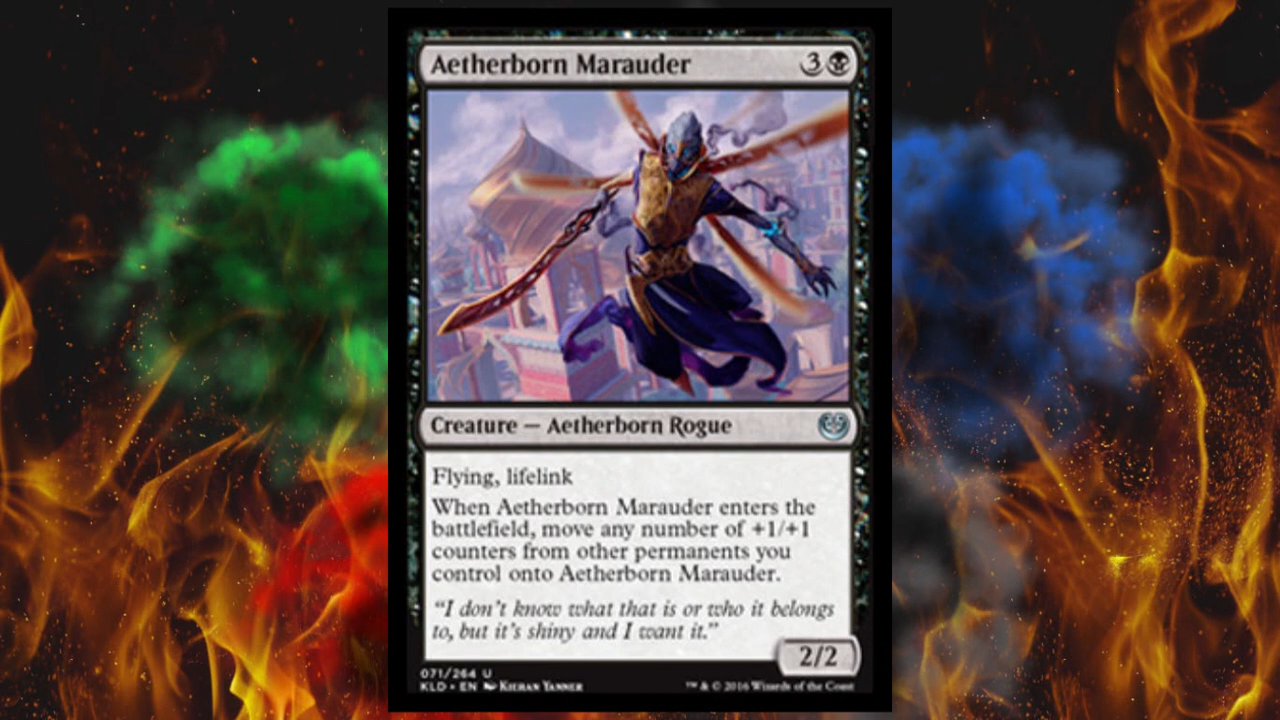 Aetherborn Marauder 3
Creature — Aetherborn Rogue
Flying, lifelink
When Aetherborn Marauder enters the
battlefield, move any number of +1/+1
counters from other permanents you
control onto Aetherborn Marauder.
“I don’t know what that is or who it belongs
to, but it’s shiny and I want it.”
2/2
071/264 U
KLD • EN Kieran Yanner
™ & © 2016 Wizards of the Coast